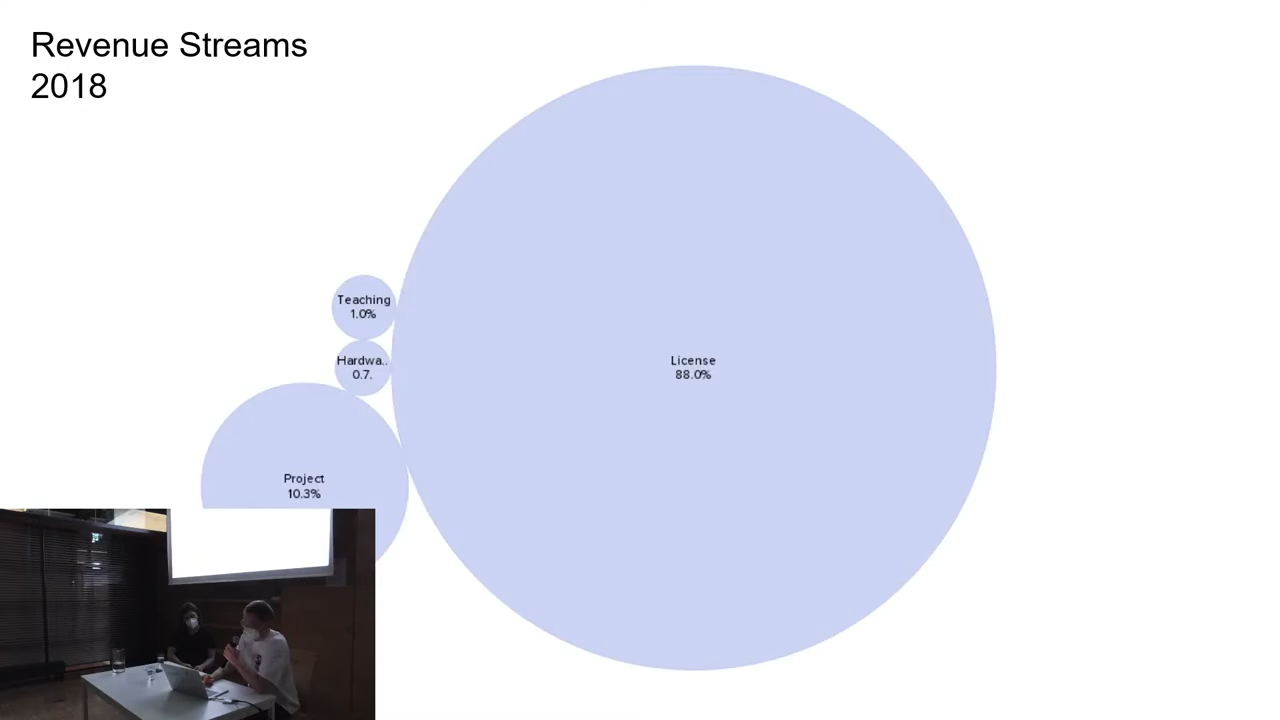 Revenue Streams
2018
Teaching
1.0%
Hardwa..
0.7.
License
88.0%
Project
10.3%